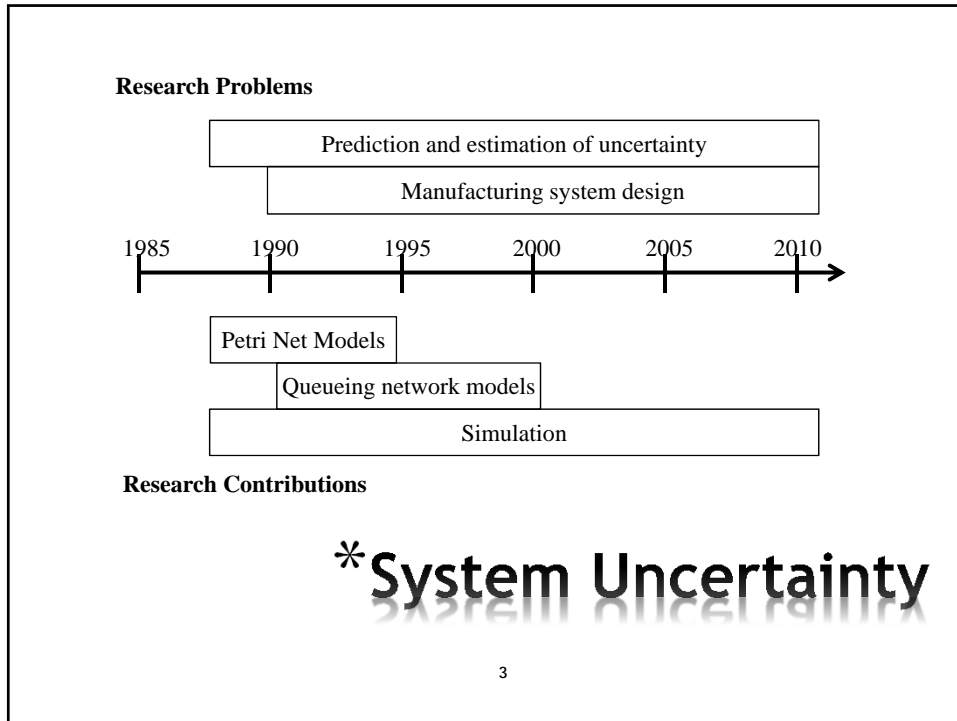 Research Problems
Prediction and estimation of uncertainty
Manufacturing system design
1985 1990 1995 2000 2005 2010
Petri Net Models
Queueing network models
Simulation
Research Contributions
*System Uncertainty
3